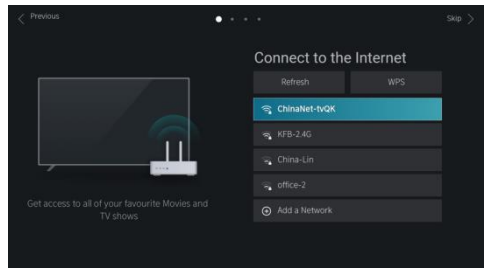 Previous
Skip
Connect to the Internet
Refresh
WPS
ChinaNet-tvQK
KFB-2.4G
China-Lin
office-2
Add a Network
Get access to all of your favourite Movies and
TV shows